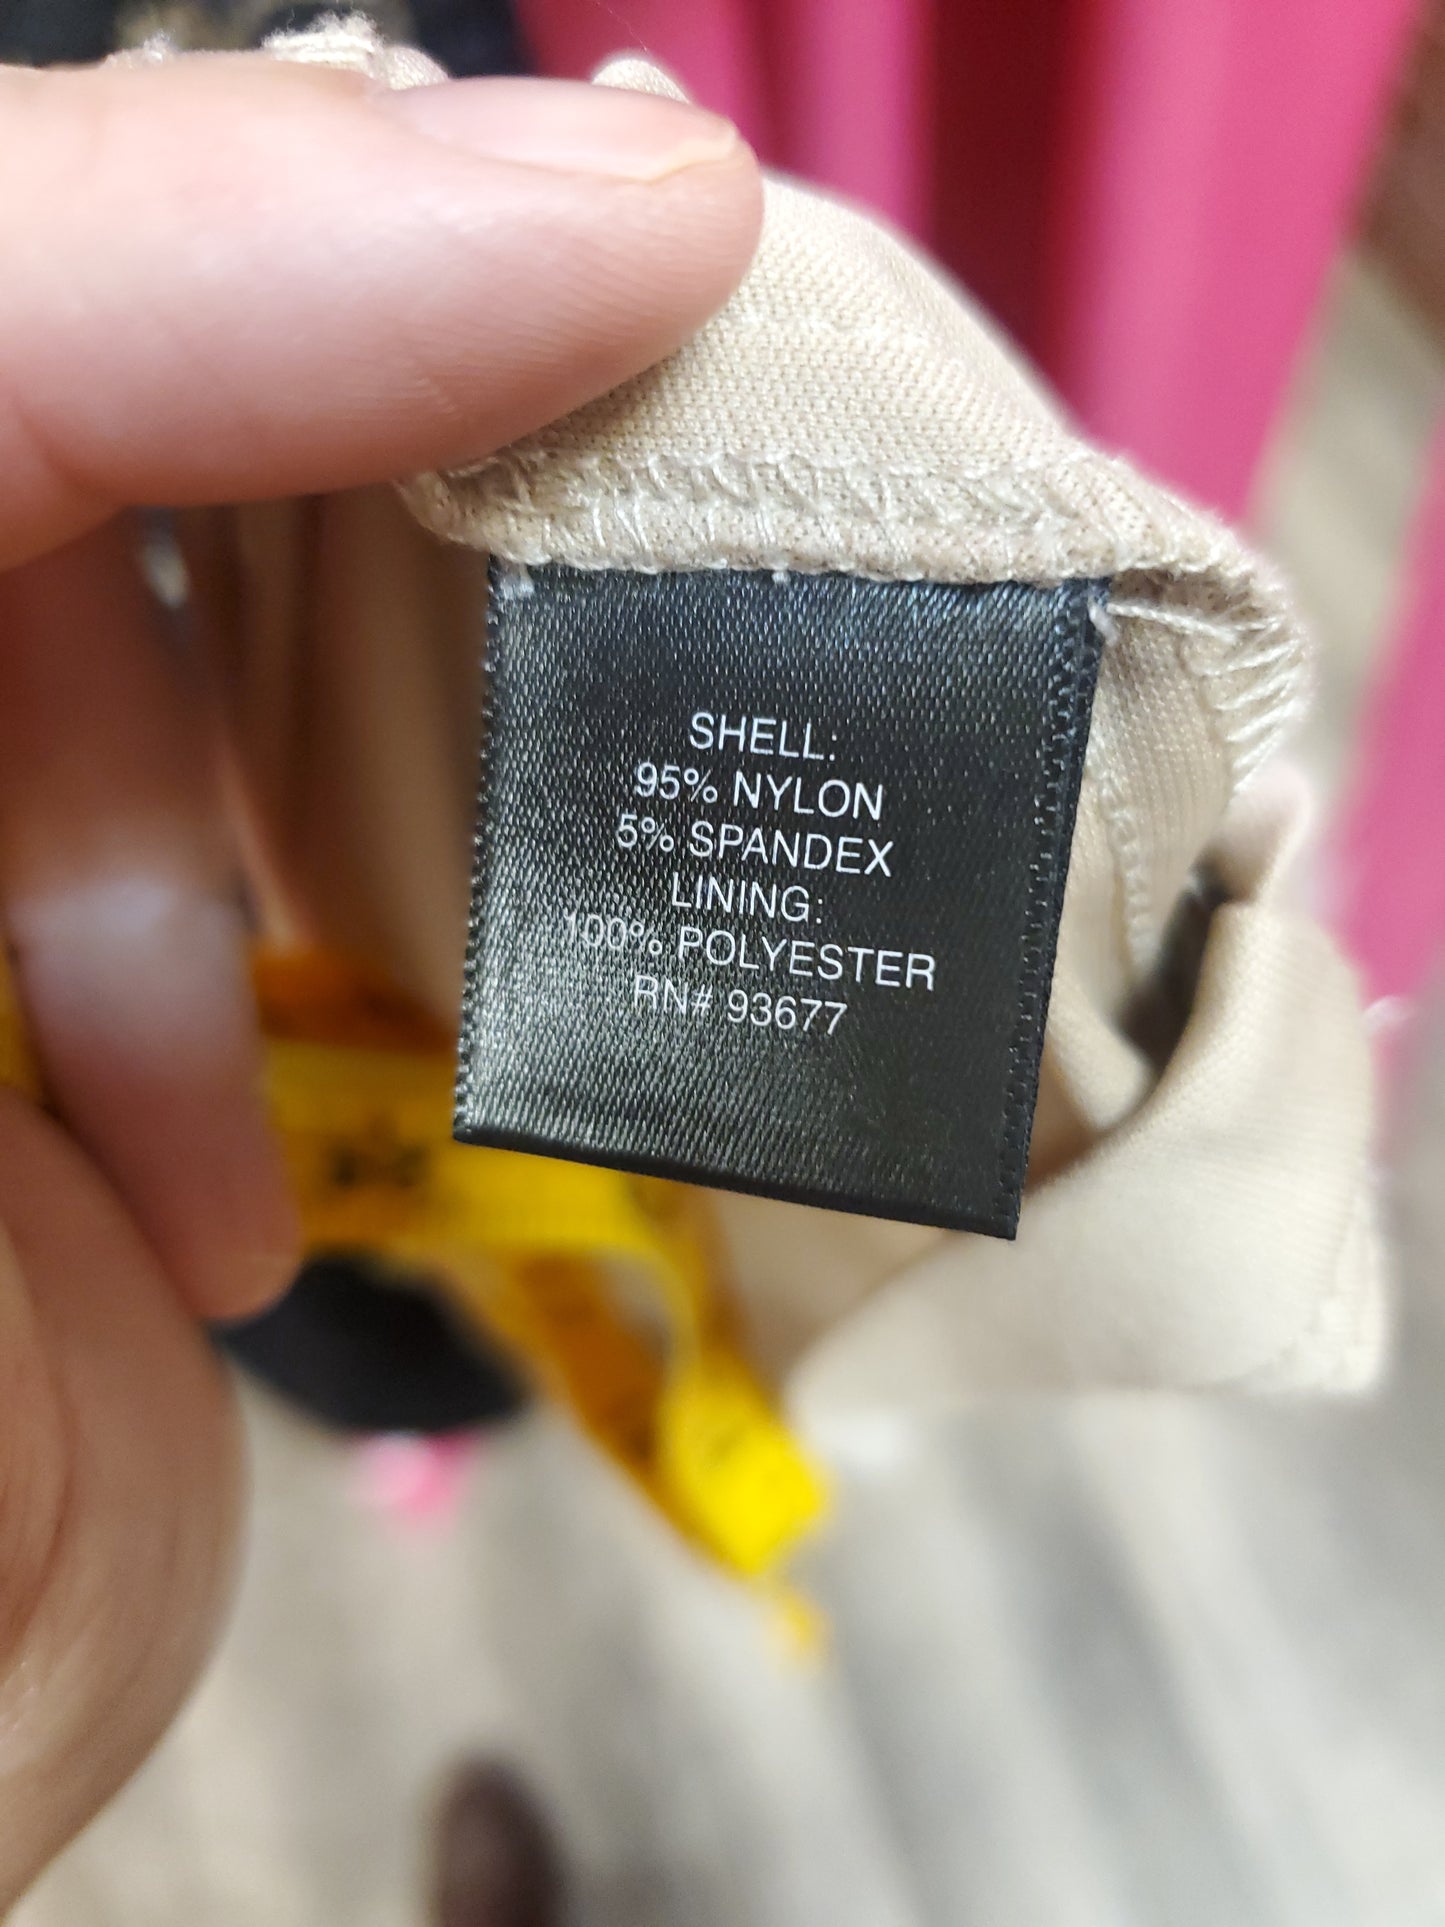 SHELL:
95% NYLON
5% SPANDEX
LINING:
100% POLYESTER
RN# 93677